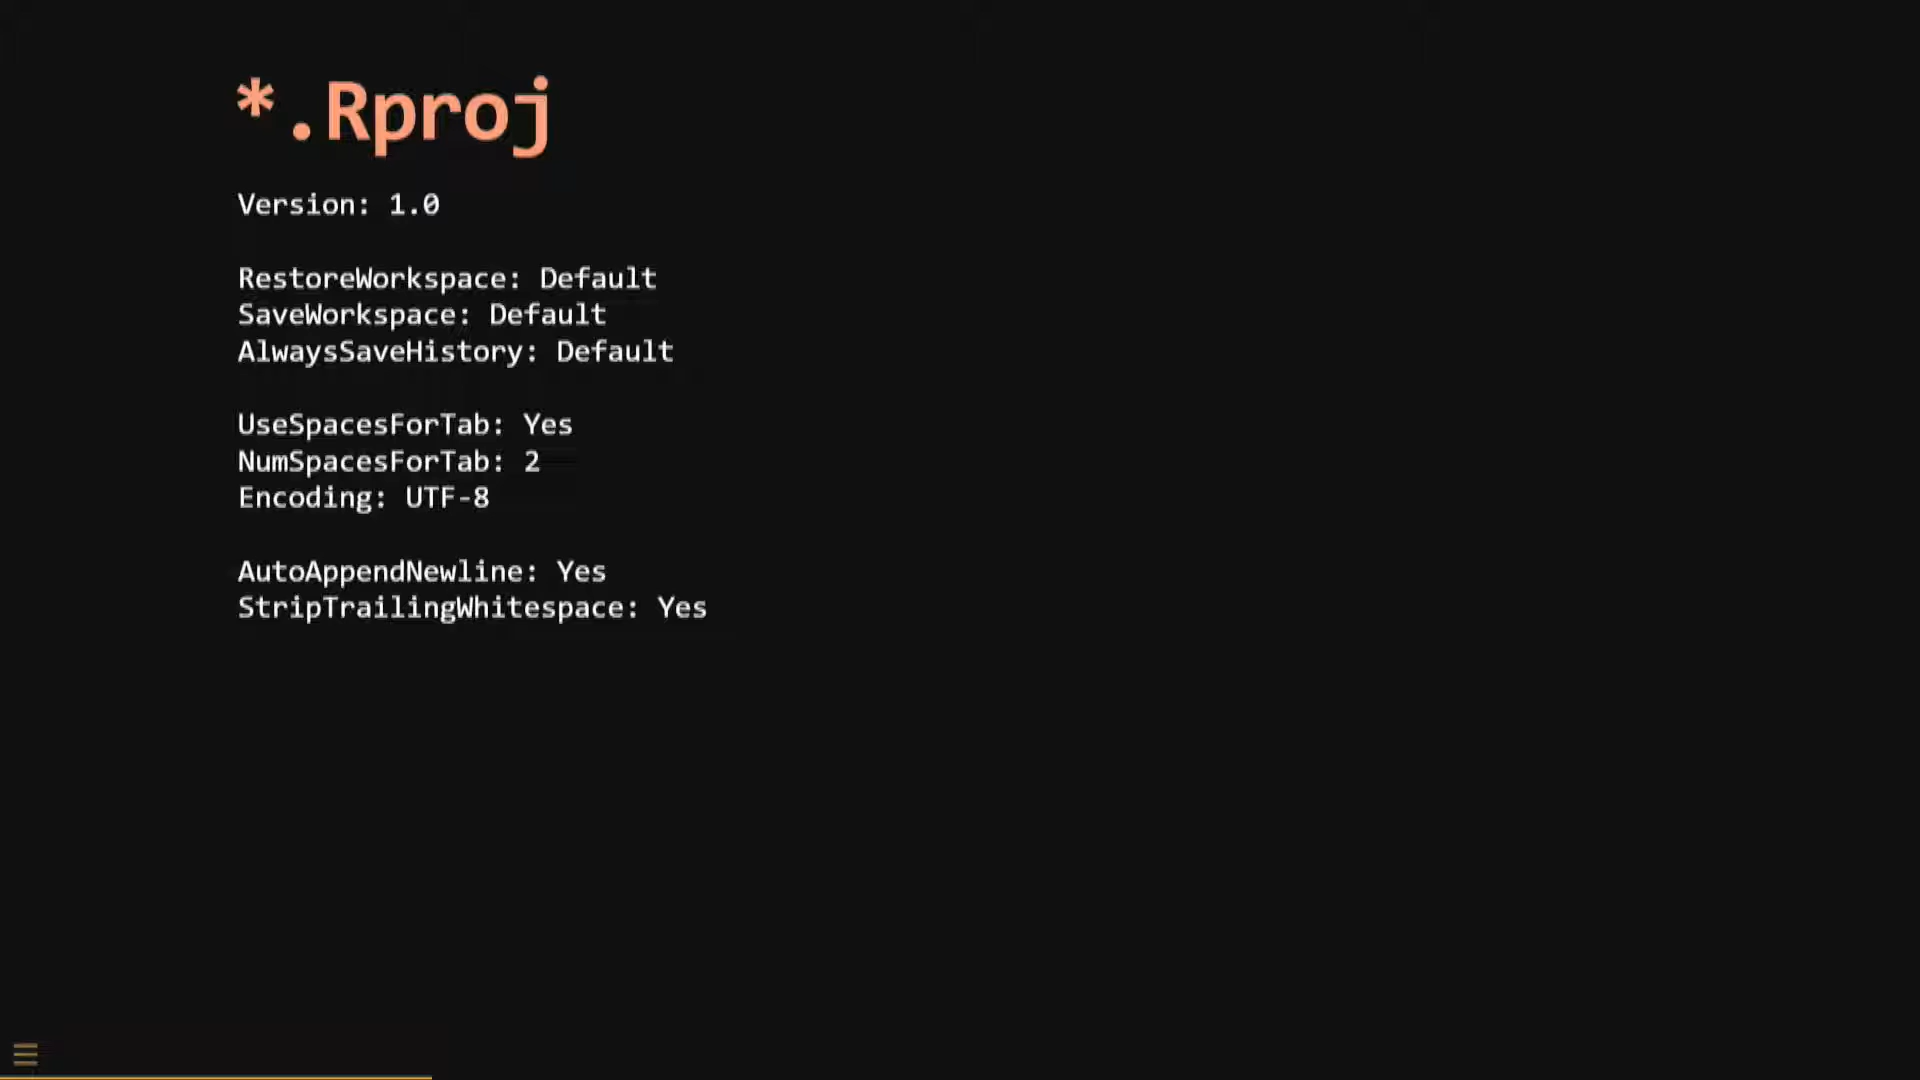 *.Rproj
Version: 1.0
RestoreWorkspace: Default
SaveWorkspace: Default
AlwaysSaveHistory: Default
UseSpacesForTab: Yes
NumSpacesForTab: 2
Encoding: UTF-8
AutoAppendNewline: Yes
StripTrailingWhitespace: Yes